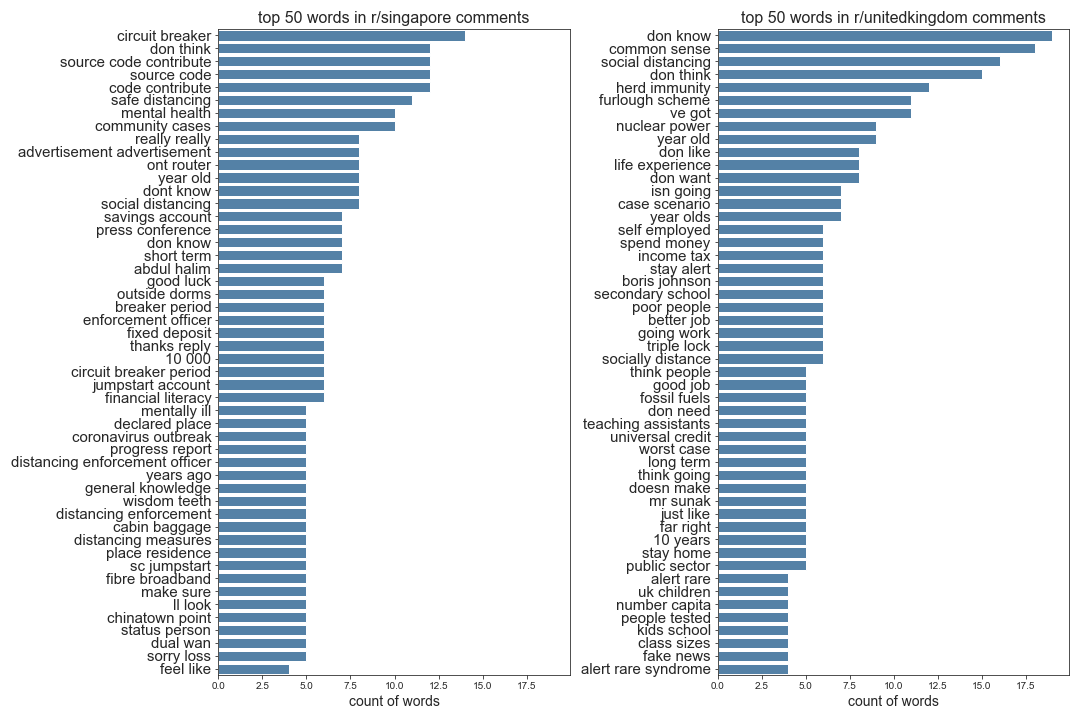 top 50 words in r/singapore comments
circuit breaker
don think
source code contribute
source code
code contribute
safe distancing
mental health
community cases
really really
advertisement advertisement
ont router
year old
dont know
social distancing
savings account
press conference
don know
short term
abdul halim
good luck
outside dorms
breaker period
enforcement officer
fixed deposit
thanks reply
10 000
circuit breaker period
jumpstart account
financial literacy
mentally ill
declared place
coronavirus outbreak
progress report
distancing enforcement officer
years ago
general knowledge
wisdom teeth
distancing enforcement
cabin baggage
distancing measures
place residence
sc jumpstart
fibre broadband
make sure
ll look
chinatown point
status person
dual wan
sorry loss
feel like
0.0 2.5 5.0 7.5 10.0 12.5 15.0 17.5
count of words
top 50 words in r/unitedkingdom comments
don know
common sense
social distancing
don think
herd immunity
furlough scheme
ve got
nuclear power
year old
don like
life experience
don want
isn going
case scenario
year olds
self employed
spend money
income tax
stay alert
boris johnson
secondary school
poor people
better job
going work
triple lock
socially distance
think people
good job
fossil fuels
don need
teaching assistants
universal credit
worst case
long term
think going
doesn make
mr sunak
just like
far right
10 years
stay home
public sector
alert rare
uk children
number capita
people tested
kids school
class sizes
fake news
alert rare syndrome
0.0 2.5 5.0 7.5 10.0 12.5 15.0 17.5
count of words